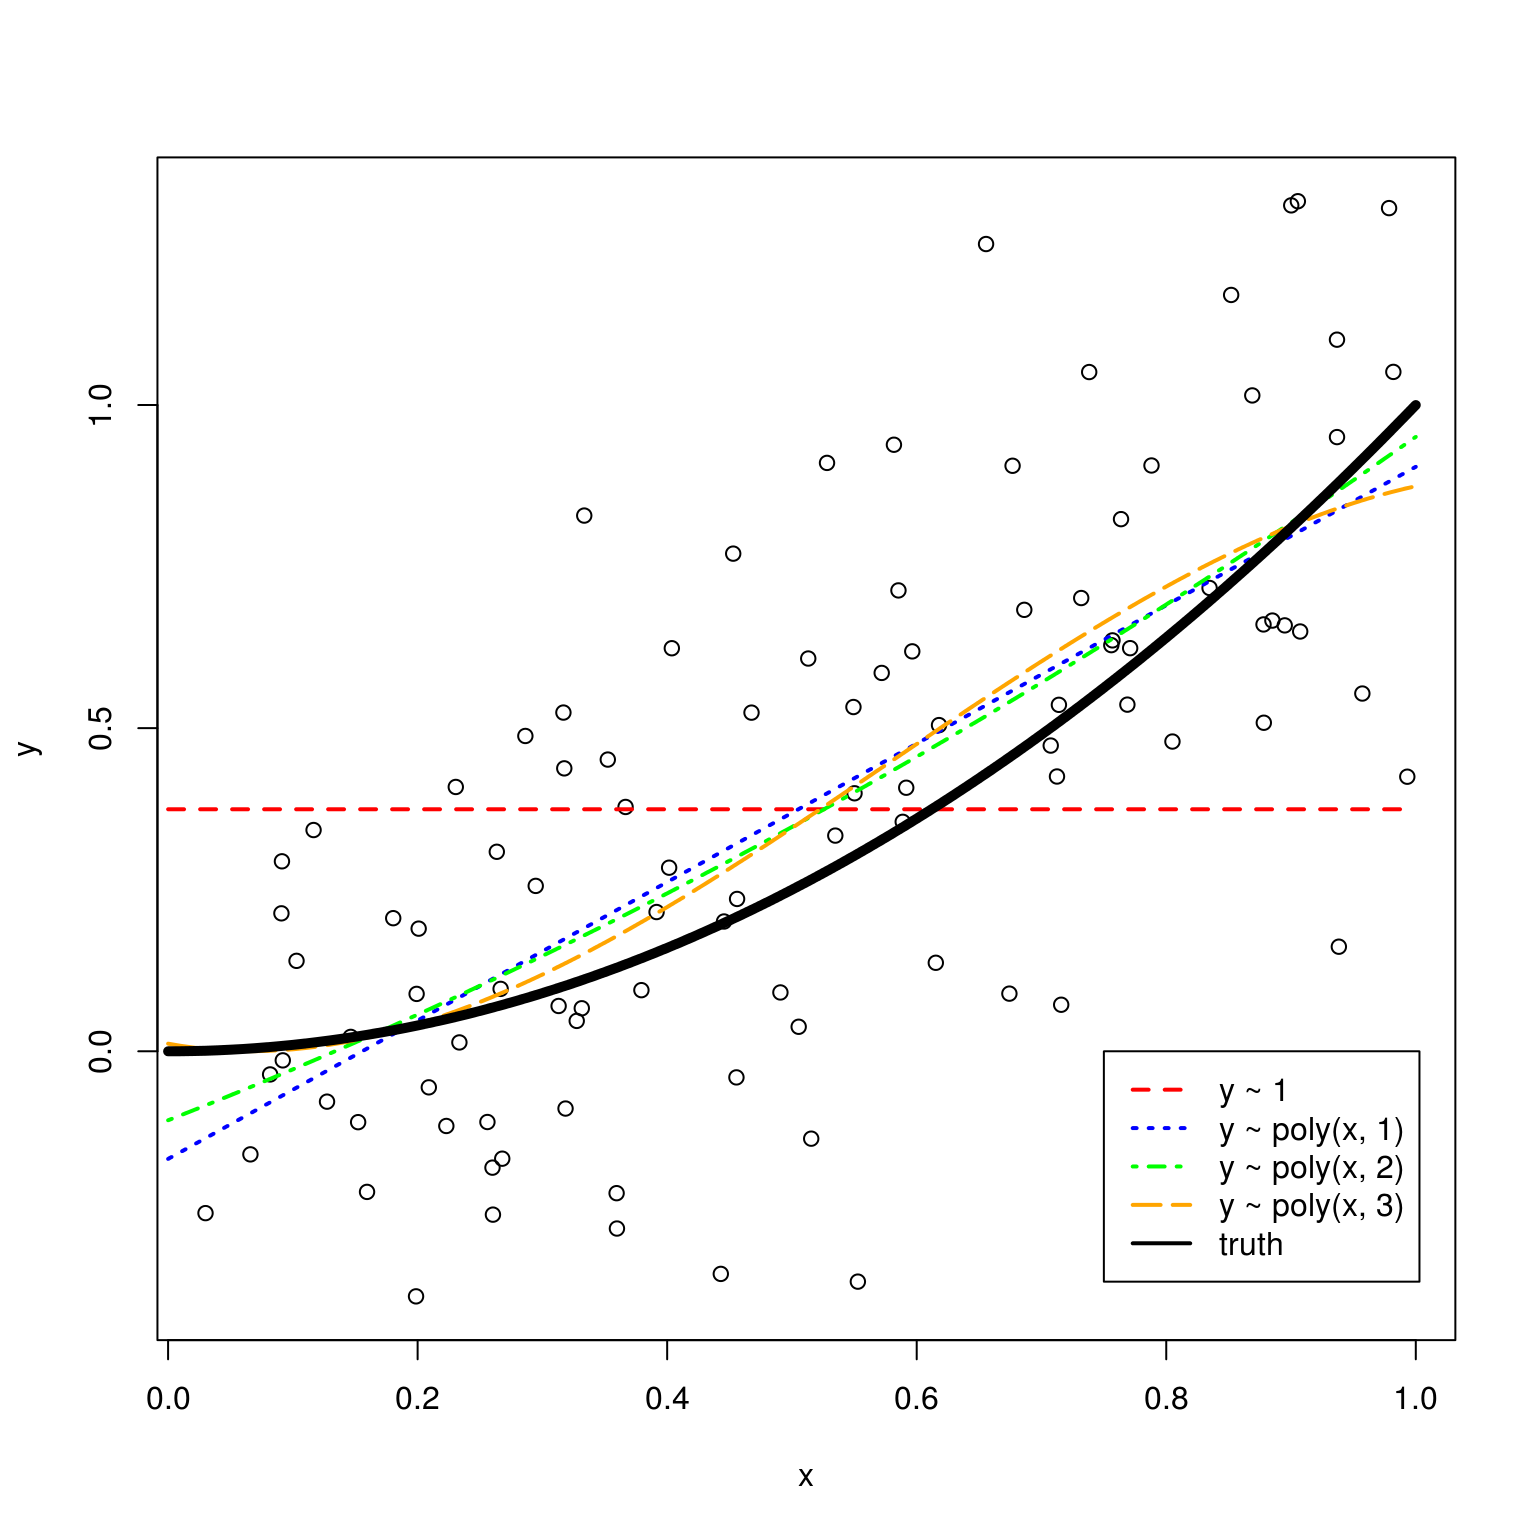 y
1.0
0.5
0.0
y ~ 1
y ~ poly(x, 1)
y ~ poly(x, 2)
y ~ poly(x, 3)
truth
0.0 0.2 0.4 0.6 0.8 1.0
x